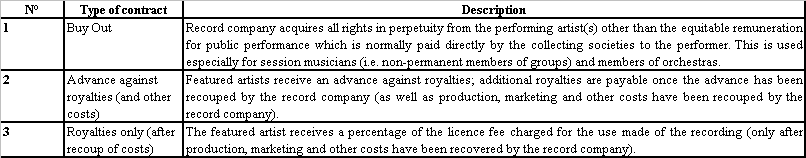 Nº Type of contract Description
1 Buy Out Record company acquires all rights in perpetuity from the performing artist(s) other than the equitable remuneration
for public performance which is normally paid directly by the collecting societies to the performer. This is used
especially for session musicians (i.e. non-permanent members of groups) and members of orchestras.
2 Advance against Featured artists receive an advance against royalties; additional royalties are payable once the advance has been
royalties (and other recouped by the record company (as well as production, marketing and other costs have been recouped by the
costs) record company).
3 Royalties only (after The featured artist receives a percentage of the licence fee charged for the use made of the recording (only after
recoup of costs) production, marketing and other costs have been recovered by the record company).